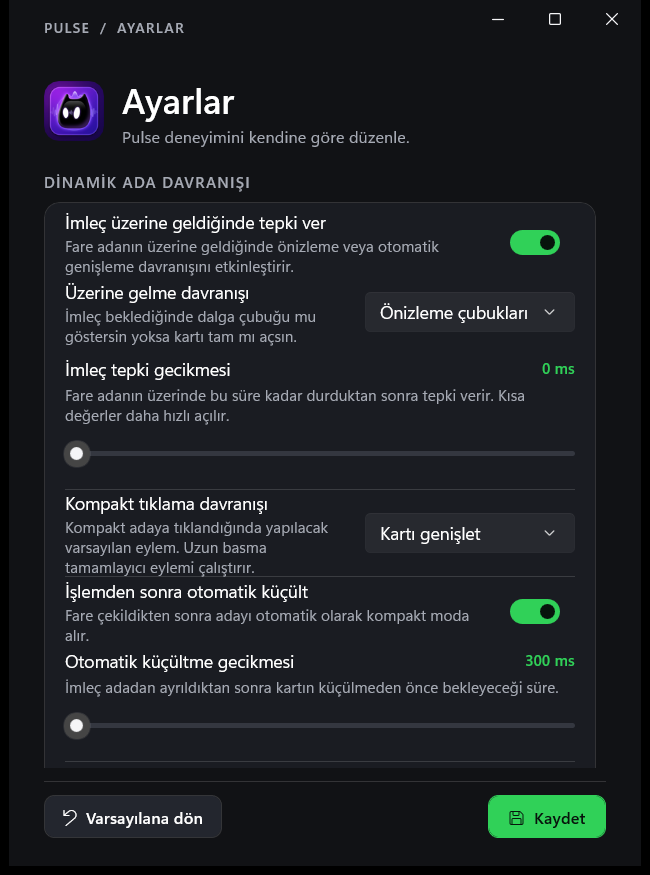 PULSE / AYARLAR
Ayarlar
Pulse deneyimini kendine göre düzenle.
DİNAMİK ADA DAVRANIŞI
İmleç üzerine geldiğinde tepki ver
Fare adanın üzerine geldiğinde önizleme veya otomatik
genişleme davranışını etkinleştirir.
Üzerine gelme davranışı
İmleç beklediğinde dalga çubuğu mu
göstersin yoksa kartı tam mı açsın.
Önizleme çubukları
İmleç tepki gecikmesi
0 ms
Fare adanın üzerinde bu süre kadar durduktan sonra tepki verir. Kısa
değerler daha hızlı açılır.
Kompakt tıklama davranışı
Kompakt adaya tıklandığında yapılacak
varsayılan eylem. Uzun basma
tamamlayıcı eylemi çalıştırır.
Kartı genişlet
İşlemden sonra otomatik küçült
Fare çekildikten sonra adayı otomatik olarak kompakt moda
alır.
Otomatik küçültme gecikmesi
300 ms
İmleç adadan ayrıldıktan sonra kartın küçülmeden önce bekleyeceği süre.
Varsayılana dön
Kaydet